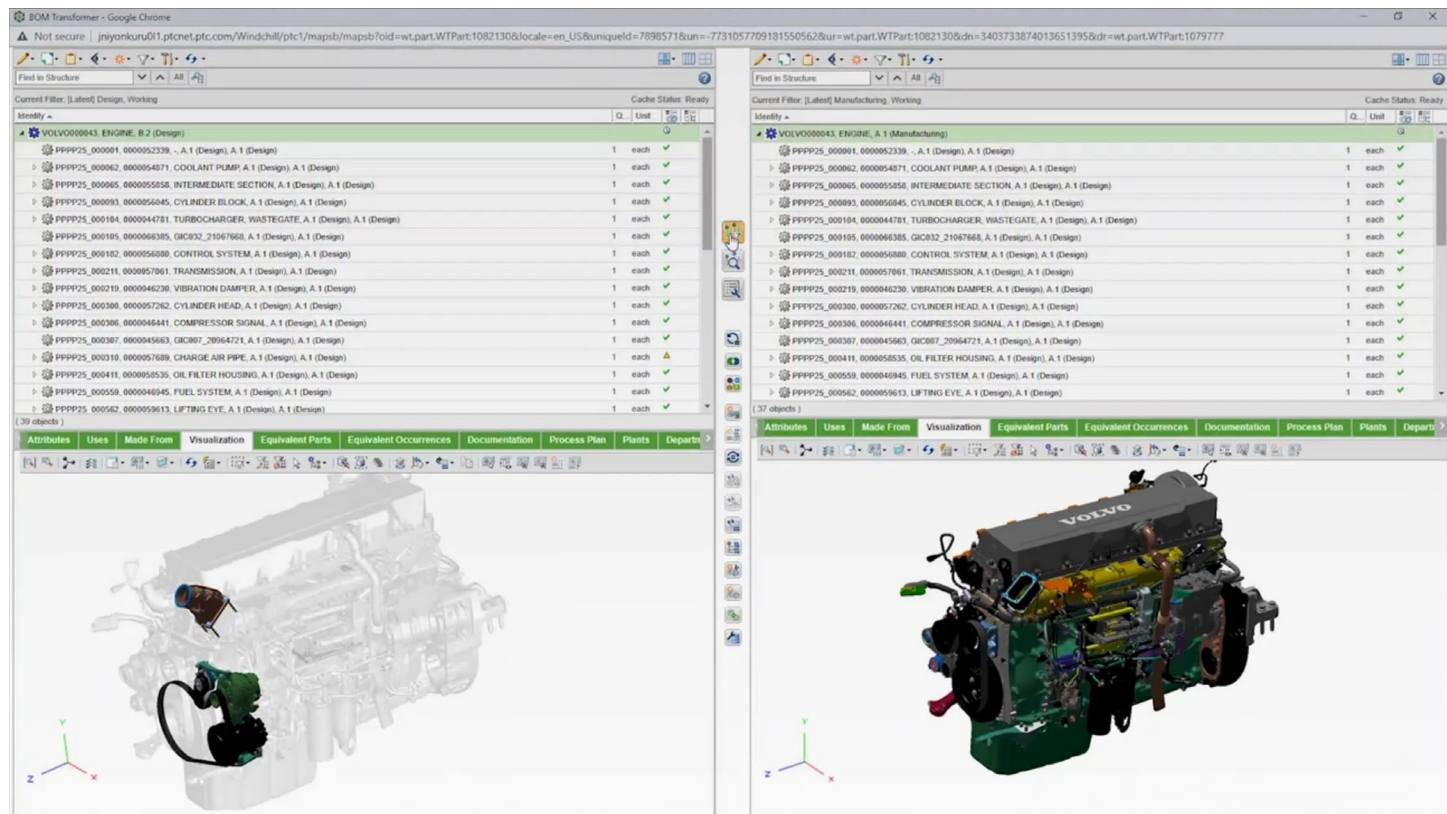 BOM Transformer - Google Chrome
Not secure | jniyonkuru0l1.ptcnet.ptc.com/Windchill/ptc1/mapsb/mapsb?oid=wt.part.WTPart:1082130&locale=en_US&uniqueId=7898571&un=-7731057709181550562&ur=wt.part.WTPart:1082130&dn=3403733874013651395&dr=wt.part.WTPart:1079777
Find in Structure All
Current Filter: [Latest] Design, Working Cache Status: Ready
Identity Q... Unit
VOLVO000043, ENGINE, B.2 (Design)
PPPP25_000001, 0000052339, -, A.1 (Design), A.1 (Design) 1 each
PPPP25_000062, 0000054871, COOLANT PUMP, A.1 (Design), A.1 (Design) 1 each
PPPP25_000065, 0000055858, INTERMEDIATE SECTION, A.1 (Design), A.1 (Design) 1 each
PPPP25_000093, 0000056045, CYLINDER BLOCK, A.1 (Design), A.1 (Design) 1 each
PPPP25_000104, 0000044781, TURBOCHARGER, WASTEGATE, A.1 (Design), A.1 (Design) 1 each
PPPP25_000105, 0000066385, GIC032_21067668, A.1 (Design), A.1 (Design) 1 each
PPPP25_000182, 0000056880, CONTROL SYSTEM, A.1 (Design), A.1 (Design) 1 each
PPPP25_000211, 0000057061, TRANSMISSION, A.1 (Design), A.1 (Design) 1 each
PPPP25_000219, 0000046230, VIBRATION DAMPER, A.1 (Design), A.1 (Design) 1 each
PPPP25_000300, 0000057262, CYLINDER HEAD, A.1 (Design), A.1 (Design) 1 each
PPPP25_000306, 0000046441, COMPRESSOR SIGNAL, A.1 (Design), A.1 (Design) 1 each
PPPP25_000307, 0000045663, GIC007_20964721, A.1 (Design), A.1 (Design) 1 each
PPPP25_000310, 0000057689, CHARGE AIR PIPE, A.1 (Design), A.1 (Design) 1 each
PPPP25_000411, 0000058535, OIL FILTER HOUSING, A.1 (Design), A.1 (Design) 1 each
PPPP25_000559, 0000046945, FUEL SYSTEM, A.1 (Design), A.1 (Design) 1 each
PPPP25_000562, 0000059613, LIFTING EYE, A.1 (Design), A.1 (Design) 1 each
( 39 objects )
Attributes Uses Made From Visualization Equivalent Parts Equivalent Occurrences Documentation Process Plan Plants Departn
Y
Z X
Find in Structure All
Current Filter: [Latest] Manufacturing, Working Cache Status: Ready
Identity Q... Unit
VOLVO000043, ENGINE, A.1 (Manufacturing)
PPPP25_000001, 0000052339, -, A.1 (Design), A.1 (Design) 1 each
PPPP25_000062, 0000054871, COOLANT PUMP, A.1 (Design), A.1 (Design) 1 each
PPPP25_000065, 0000055858, INTERMEDIATE SECTION, A.1 (Design), A.1 (Design) 1 each
PPPP25_000093, 0000056045, CYLINDER BLOCK, A.1 (Design), A.1 (Design) 1 each
PPPP25_000104, 0000044781, TURBOCHARGER, WASTEGATE, A.1 (Design), A.1 (Design) 1 each
PPPP25_000105, 0000066385, GIC032_21067668, A.1 (Design), A.1 (Design) 1 each
PPPP25_000182, 0000056880, CONTROL SYSTEM, A.1 (Design), A.1 (Design) 1 each
PPPP25_000211, 0000057061, TRANSMISSION, A.1 (Design), A.1 (Design) 1 each
PPPP25_000219, 0000046230, VIBRATION DAMPER, A.1 (Design), A.1 (Design) 1 each
PPPP25_000300, 0000057262, CYLINDER HEAD, A.1 (Design), A.1 (Design) 1 each
PPPP25_000306, 0000046441, COMPRESSOR SIGNAL, A.1 (Design), A.1 (Design) 1 each
PPPP25_000307, 0000045663, GIC007_20964721, A.1 (Design), A.1 (Design) 1 each
PPPP25_000411, 0000058535, OIL FILTER HOUSING, A.1 (Design), A.1 (Design) 1 each
PPPP25_000559, 0000046945, FUEL SYSTEM, A.1 (Design), A.1 (Design) 1 each
PPPP25_000562, 0000059613, LIFTING EYE, A.1 (Design), A.1 (Design) 1 each
( 37 objects )
Attributes Uses Made From Visualization Equivalent Parts Equivalent Occurrences Documentation Process Plan Plants Departn
VOLVO
Y
Z X